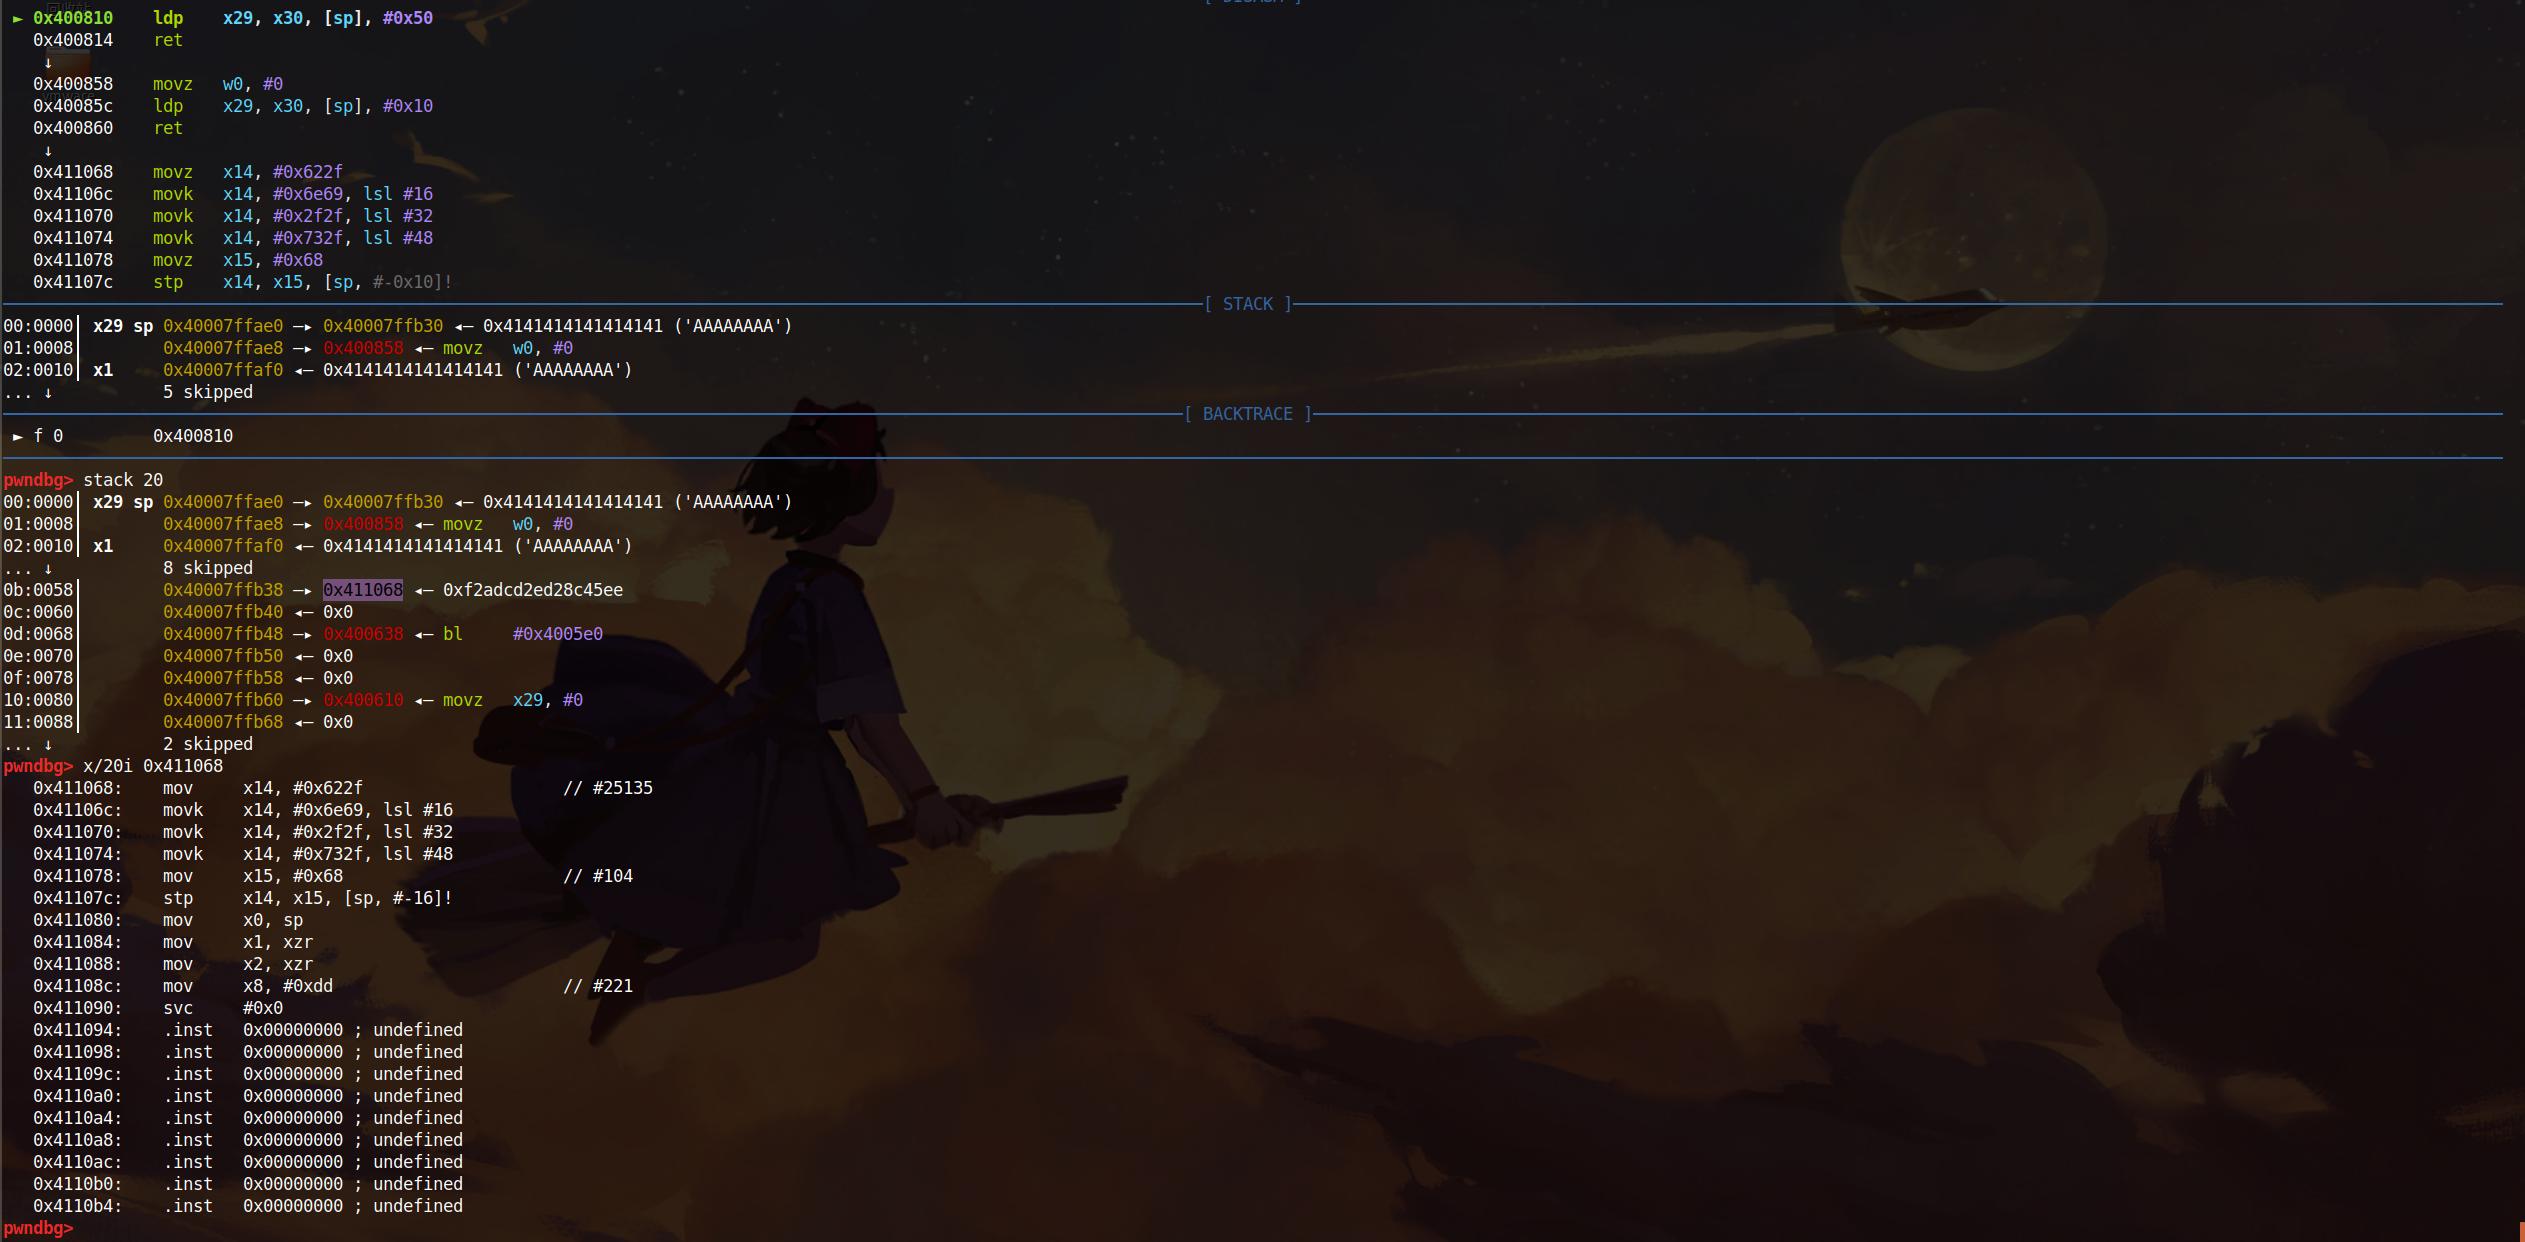 ► 0x400810    ldp    x29, x30, [sp], #0x50
0x400814    ret
↓
0x400858    movz   w0, #0
0x40085c    ldp    x29, x30, [sp], #0x10
0x400860    ret
↓
0x411068    movz   x14, #0x622f
0x41106c    movk   x14, #0x6e69, lsl #16
0x411070    movk   x14, #0x2f2f, lsl #32
0x411074    movk   x14, #0x732f, lsl #48
0x411078    movz   x15, #0x68
0x41107c    stp    x14, x15, [sp, #-0x10]!
[ STACK ]
00:0000│ x29 sp 0x40007ffae0 —▸ 0x40007ffb30 ◂— 0x4141414141414141 ('AAAAAAAA')
01:0008│        0x40007ffae8 —▸ 0x400858 ◂— movz   w0, #0
02:0010│ x1     0x40007ffaf0 ◂— 0x4141414141414141 ('AAAAAAAA')
... ↓           5 skipped
[ BACKTRACE ]
► f 0         0x400810
pwndbg> stack 20
00:0000│ x29 sp 0x40007ffae0 —▸ 0x40007ffb30 ◂— 0x4141414141414141 ('AAAAAAAA')
01:0008│        0x40007ffae8 —▸ 0x400858 ◂— movz   w0, #0
02:0010│ x1     0x40007ffaf0 ◂— 0x4141414141414141 ('AAAAAAAA')
... ↓           8 skipped
0b:0058│        0x40007ffb38 —▸ 0x411068 ◂— 0xf2adcd2ed28c45ee
0c:0060│        0x40007ffb40 ◂— 0x0
0d:0068│        0x40007ffb48 —▸ 0x400638 ◂— bl     #0x4005e0
0e:0070│        0x40007ffb50 ◂— 0x0
0f:0078│        0x40007ffb58 ◂— 0x0
10:0080│        0x40007ffb60 —▸ 0x400610 ◂— movz   x29, #0
11:0088│        0x40007ffb68 ◂— 0x0
... ↓           2 skipped
pwndbg> x/20i 0x411068
0x411068:    mov     x14, #0x622f                    // #25135
0x41106c:    movk    x14, #0x6e69, lsl #16
0x411070:    movk    x14, #0x2f2f, lsl #32
0x411074:    movk    x14, #0x732f, lsl #48
0x411078:    mov     x15, #0x68                      // #104
0x41107c:    stp     x14, x15, [sp, #-16]!
0x411080:    mov     x0, sp
0x411084:    mov     x1, xzr
0x411088:    mov     x2, xzr
0x41108c:    mov     x8, #0xdd                       // #221
0x411090:    svc     #0x0
0x411094:    .inst   0x00000000 ; undefined
0x411098:    .inst   0x00000000 ; undefined
0x41109c:    .inst   0x00000000 ; undefined
0x4110a0:    .inst   0x00000000 ; undefined
0x4110a4:    .inst   0x00000000 ; undefined
0x4110a8:    .inst   0x00000000 ; undefined
0x4110ac:    .inst   0x00000000 ; undefined
0x4110b0:    .inst   0x00000000 ; undefined
0x4110b4:    .inst   0x00000000 ; undefined
pwndbg>